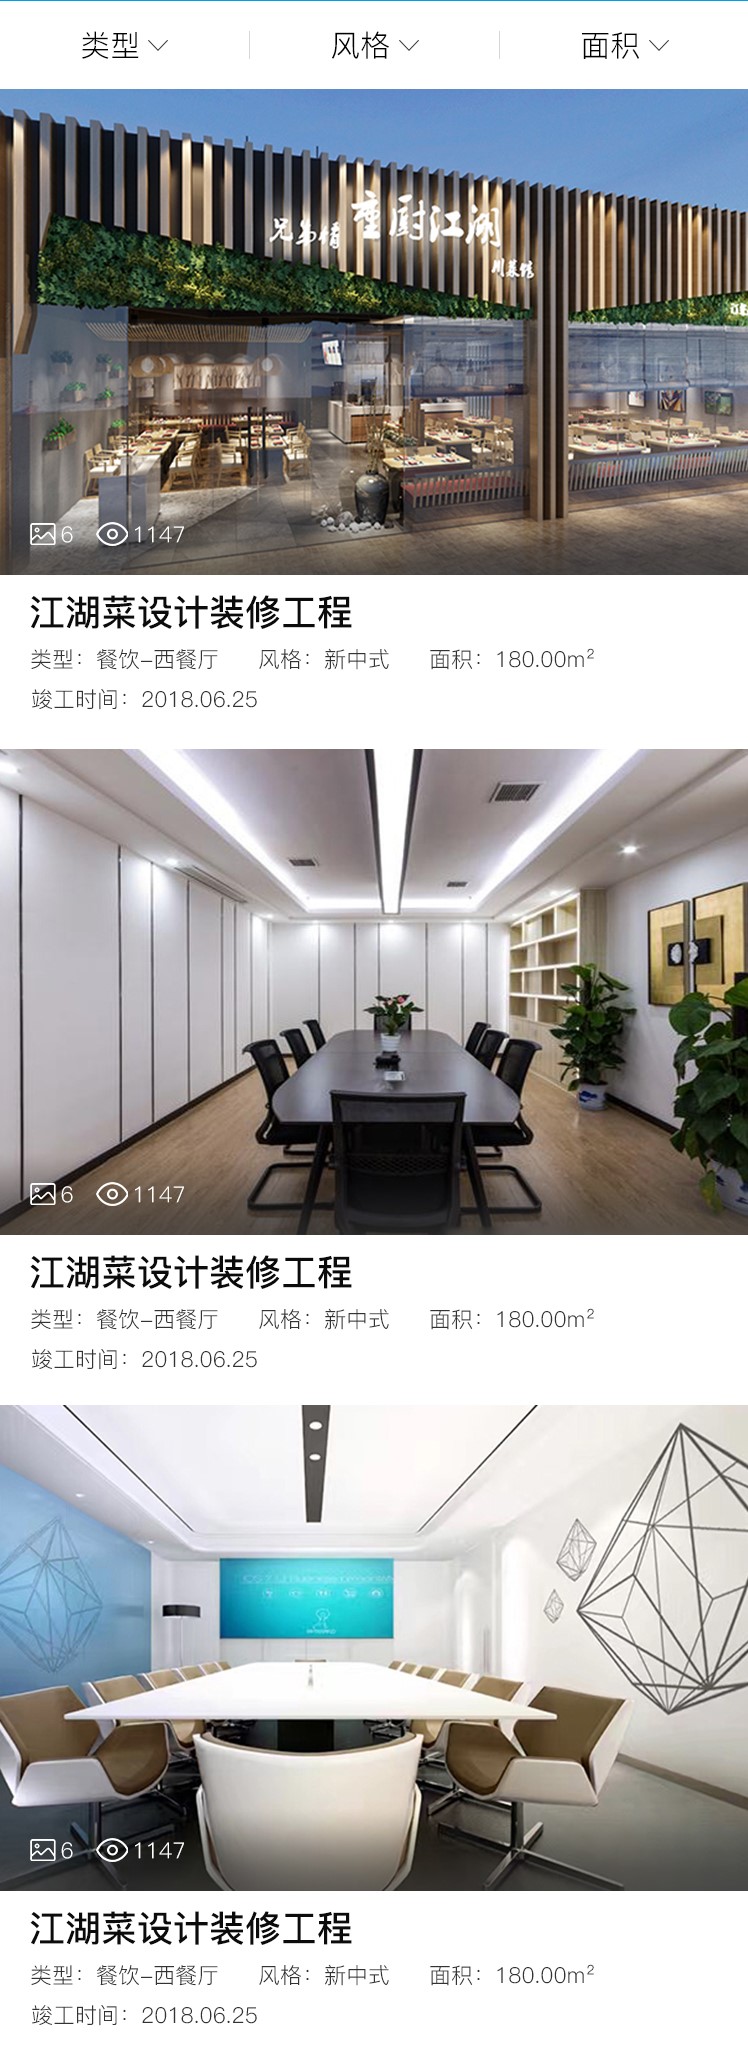 类型
风格
面积
兄弟情 重厨江湖
川菜馆
6 1147
江湖菜设计装修工程
类型：餐饮–西餐厅 风格：新中式 面积：180.00m²
竣工时间：2018.06.25
6 1147
江湖菜设计装修工程
类型：餐饮–西餐厅 风格：新中式 面积：180.00m²
竣工时间：2018.06.25
6 1147
江湖菜设计装修工程
类型：餐饮–西餐厅 风格：新中式 面积：180.00m²
竣工时间：2018.06.25